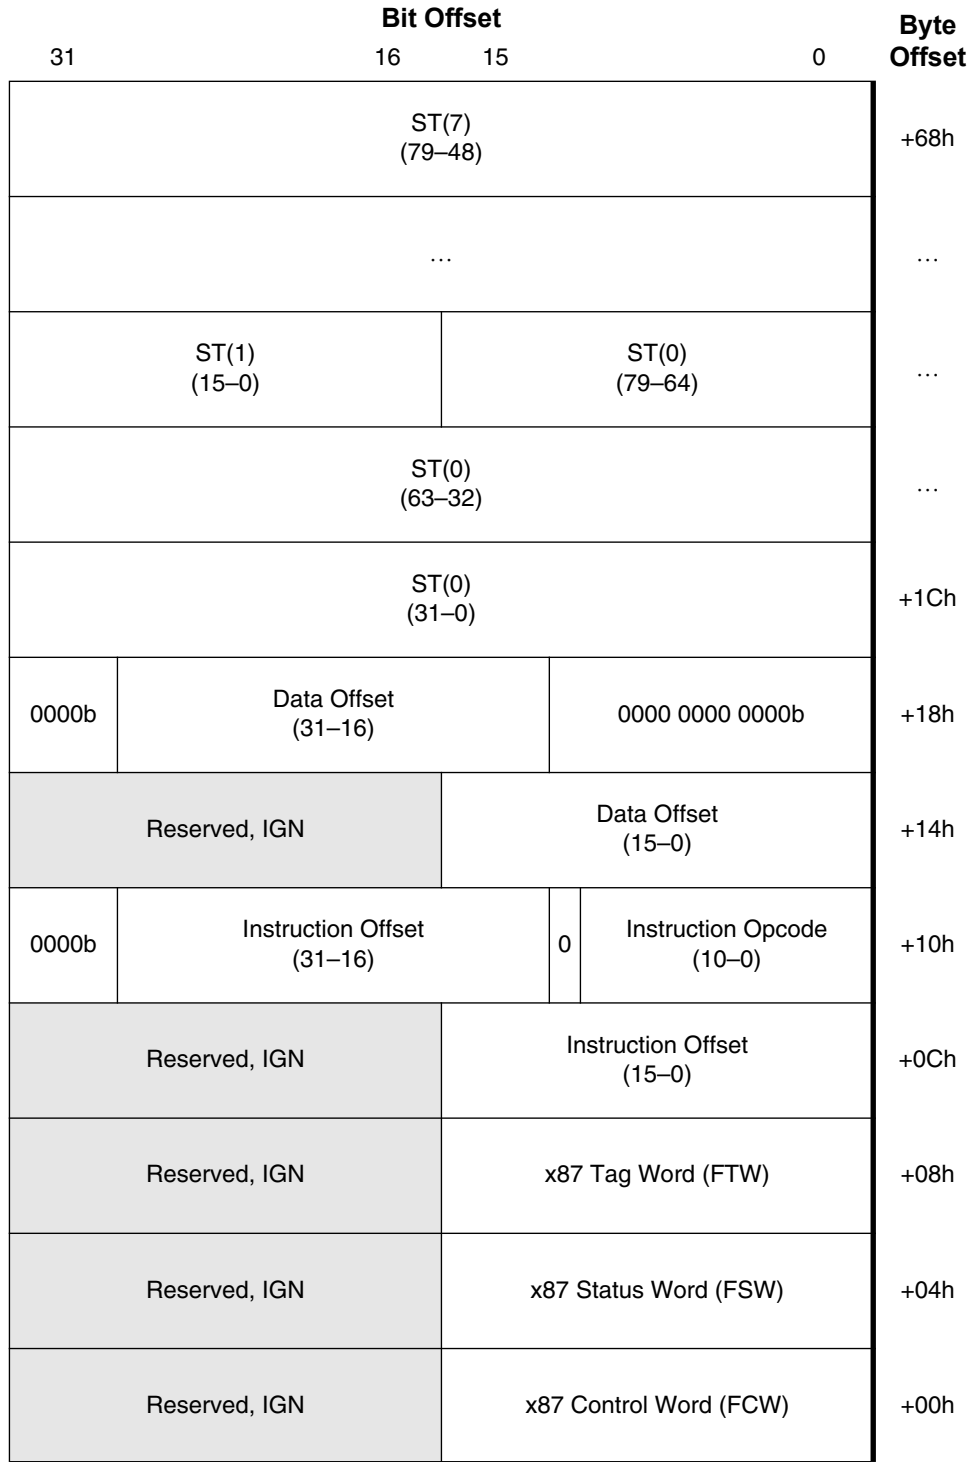 Bit Offset
Byte Offset
31 16 15 0
ST(7)
(79–48)
+68h
…
…
ST(1)
(15–0)
ST(0)
(79–64)
…
ST(0)
(63–32)
…
ST(0)
(31–0)
+1Ch
0000b
Data Offset
(31–16)
0000 0000 0000b
+18h
Reserved, IGN
Data Offset
(15–0)
+14h
0000b
Instruction Offset
(31–16)
0
Instruction Opcode
(10–0)
+10h
Reserved, IGN
Instruction Offset
(15–0)
+0Ch
Reserved, IGN
x87 Tag Word (FTW)
+08h
Reserved, IGN
x87 Status Word (FSW)
+04h
Reserved, IGN
x87 Control Word (FCW)
+00h